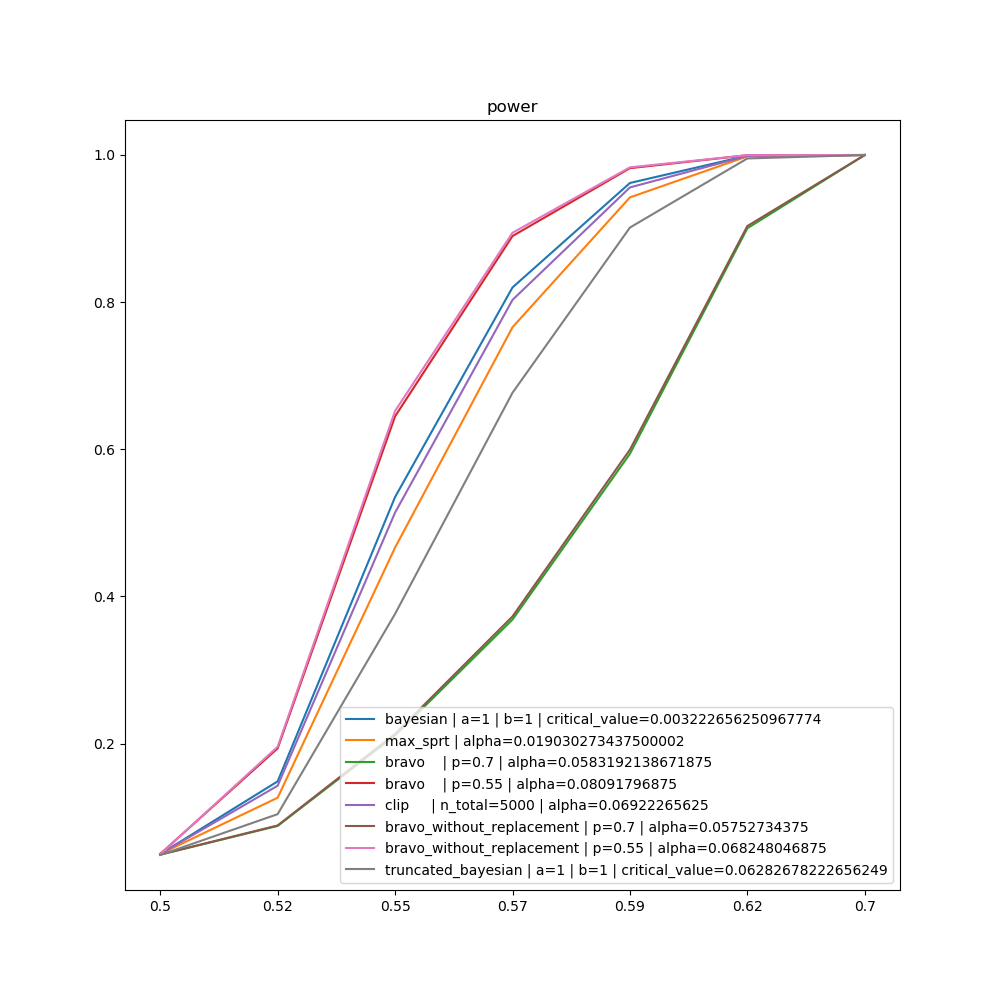 power
1.0
0.8
0.6
0.4
0.2
bayesian | a=1 | b=1 | critical_value=0.003222656250967774
max_sprt | alpha=0.019030273437500002
bravo | p=0.7 | alpha=0.0583192138671875
bravo | p=0.55 | alpha=0.08091796875
clip | n_total=5000 | alpha=0.06922265625
bravo_without_replacement | p=0.7 | alpha=0.05752734375
bravo_without_replacement | p=0.55 | alpha=0.068248046875
truncated_bayesian | a=1 | b=1 | critical_value=0.06282678222656249
0.5 0.52 0.55 0.57 0.59 0.62 0.7